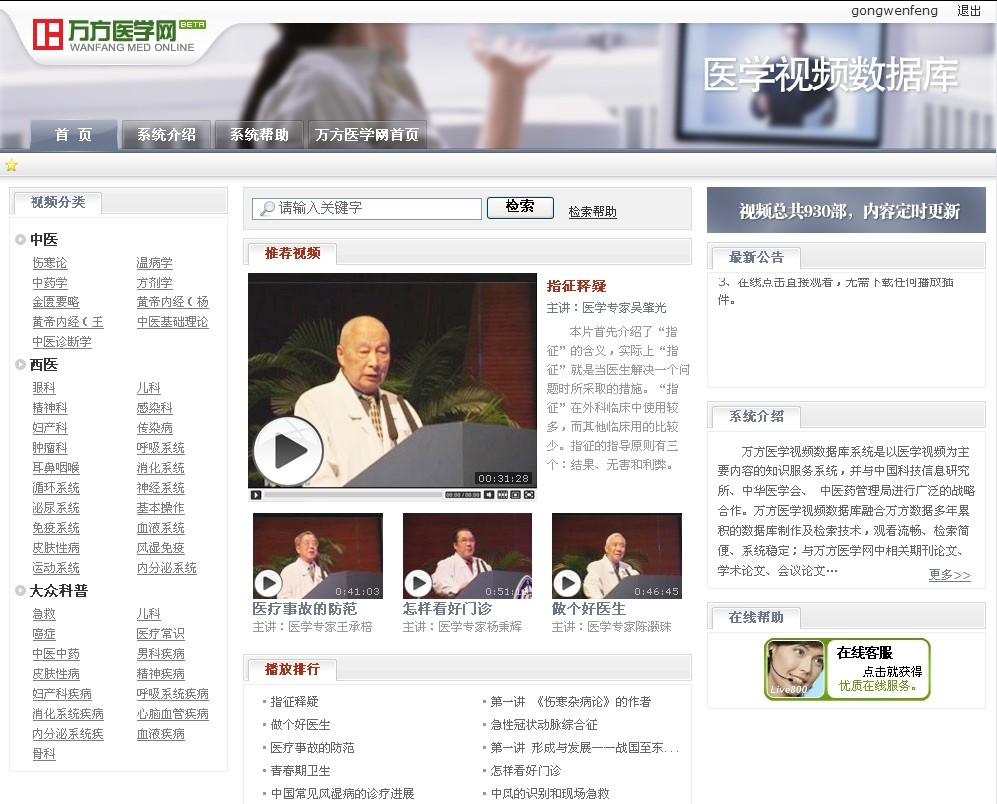 gongwenfeng 退出
万方医学网 BETA
WANFANG MED ONLINE
医学视频数据库
首 页 系统介绍 系统帮助 万方医学网首页
视频分类
中医
伤寒论 温病学
中药学 方剂学
金匮要略 黄帝内经（杨
黄帝内经（王 中医基础理论
中医诊断学
西医
眼科 儿科
精神科 感染科
妇产科 传染病
肿瘤科 呼吸系统
耳鼻咽喉 消化系统
循环系统 神经系统
泌尿系统 基本操作
免疫系统 血液系统
皮肤性病 风湿免疫
运动系统 内分泌系统
大众科普
急救 儿科
癌症 医疗常识
中医中药 男科疾病
皮肤性病 精神疾病
妇产科疾病 呼吸系统疾病
消化系统疾病 心脑血管疾病
内分泌系统疾 血液疾病
骨科
请输入关键字 检索 检索帮助
推荐视频
00:31:28
00:00/00:00
指征释疑
主讲：医学专家吴肇光
本片首先介绍了“指
征”的含义，实际上“指
征”就是当医生解决一个问
题时所采取的措施。“指
征”在外科临床中使用较
多，而其他临床用的比较
少。指征的指导原则有三
个：结果、无害和利弊。
0:41:03
医疗事故的防范
主讲：医学专家王承棓
0:51:1
怎样看好门诊
主讲：医学专家杨秉辉
0:46:45
做个好医生
主讲：医学专家陈灏珠
播放排行
指征释疑
做个好医生
医疗事故的防范
青春期卫生
中国常见风湿病的诊疗进展
第一讲 《伤寒杂病论》的作者
急性冠状动脉综合征
第一讲 形成与发展——战国至东...
怎样看好门诊
中风的识别和现场急救
视频总共930部，内容定时更新
最新公告
3、在线点击直接观看，无需下载任何播放插
件。
系统介绍
万方医学视频数据库系统是以医学视频为主
要内容的知识服务系统，并与中国科技信息研究
所、中华医学会、 中医药管理局进行广泛的战略
合作。万方医学视频数据库融合万方数据多年累
积的数据库制作及检索技术，观看流畅、检索简
便、系统稳定；与万方医学网中相关期刊论文、
学术论文、会议论文…
更多>>
在线帮助
Live800
在线客服
点击就获得
优质在线服务。